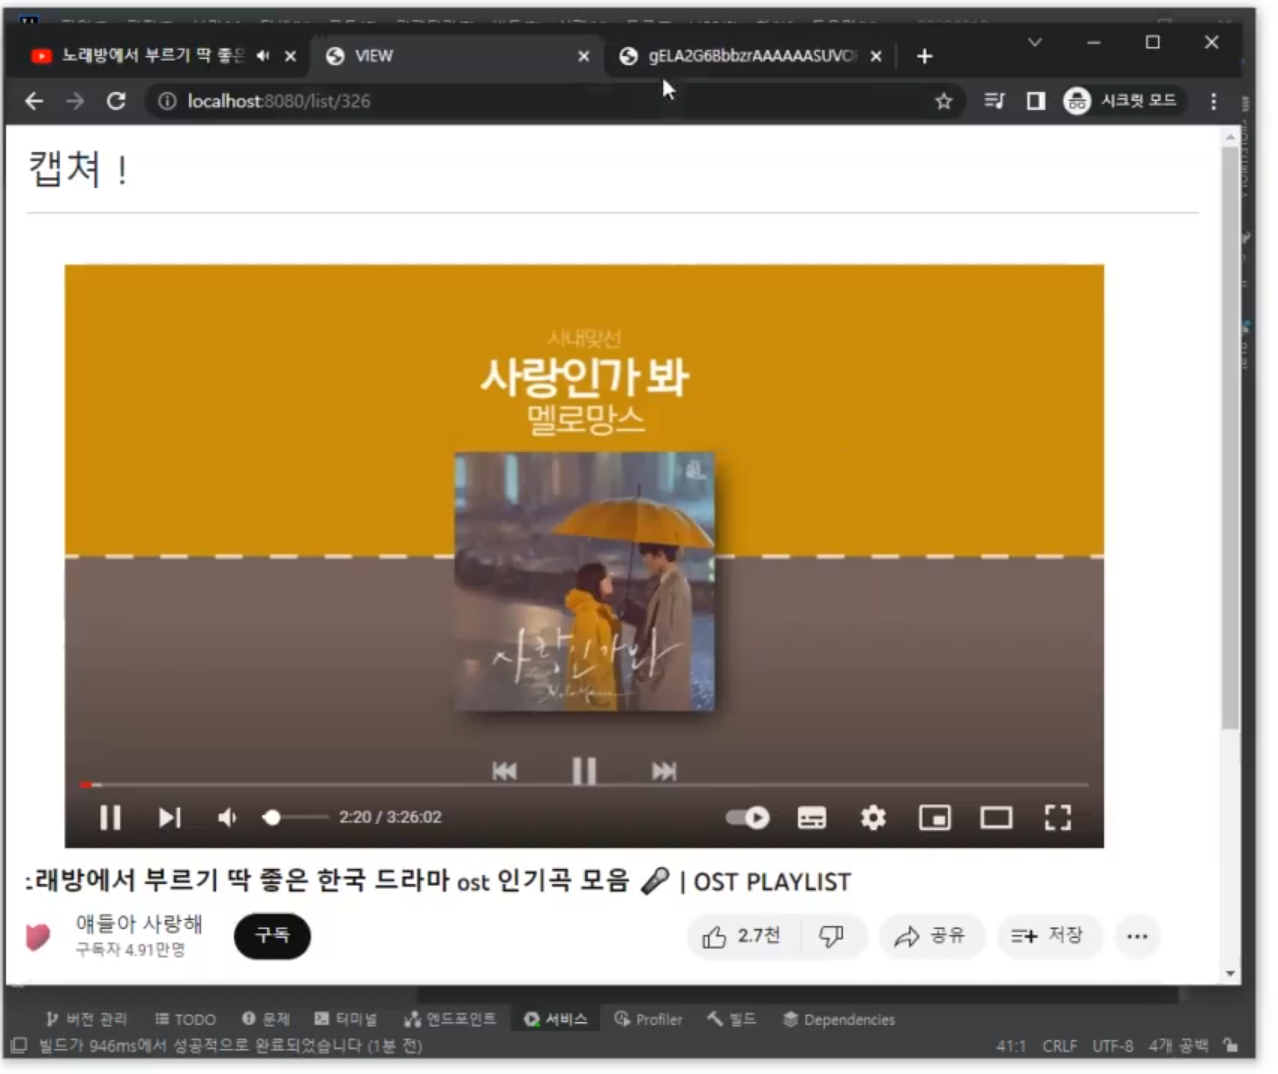 노래방에서 부르기 딱 좋은
VIEW
gELA2G6BbbzrAAAAAASUVO
localhost:8080/list/326
시크릿 모드
캡쳐 !
사내맞선
사랑인가 봐
멜로망스
사랑인가봐
2:20 / 3:26:02
노래방에서 부르기 딱 좋은 한국 드라마 ost 인기곡 모음 🎤 | OST PLAYLIST
얘들아 사랑해
구독자 4.91만명
구독
2.7천
공유
저장
버전 관리
TODO
문제
터미널
엔드포인트
서비스
Profiler
빌드
Dependencies
빌드가 946ms에서 성공적으로 완료되었습니다 (1분 전)
41:1 CRLF UTF-8 4개 공백